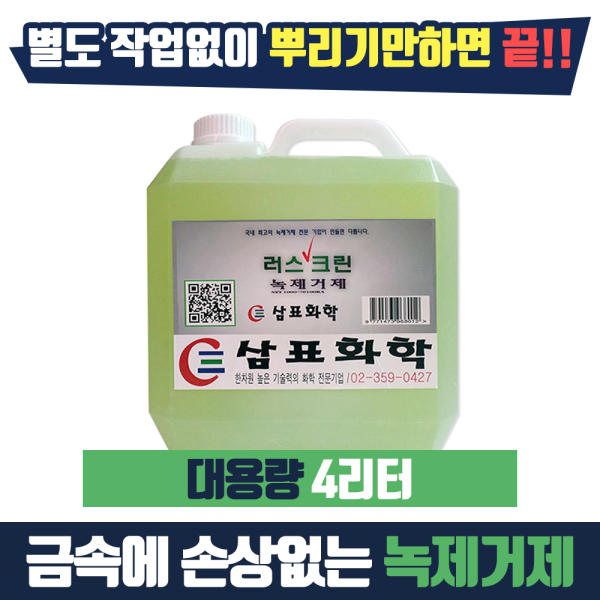 별도 작업없이 뿌리기만하면 끝!!
국내 최고의 녹제거제 전문 기업이 만들면 다릅니다.
러스크린
녹제거제
삼표화학
9 771473 968012 >
삼표화학
한차원 높은 기술력의 화학 전문기업 / 02-359-0427
대용량 4리터
금속에 손상없는 녹제거제